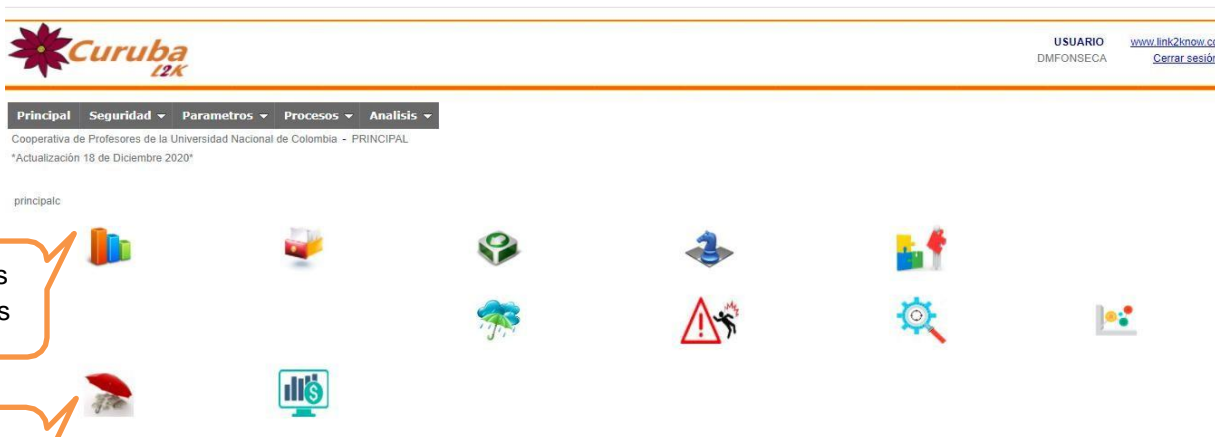 Curuba
L2K
USUARIO
DMFONSECA
www.link2know.c
Cerrar sesión
Principal Seguridad Parametros Procesos Analisis
Cooperativa de Profesores de la Universidad Nacional de Colombia - PRINCIPAL
*Actualización 18 de Diciembre 2020*
principalc
s
s